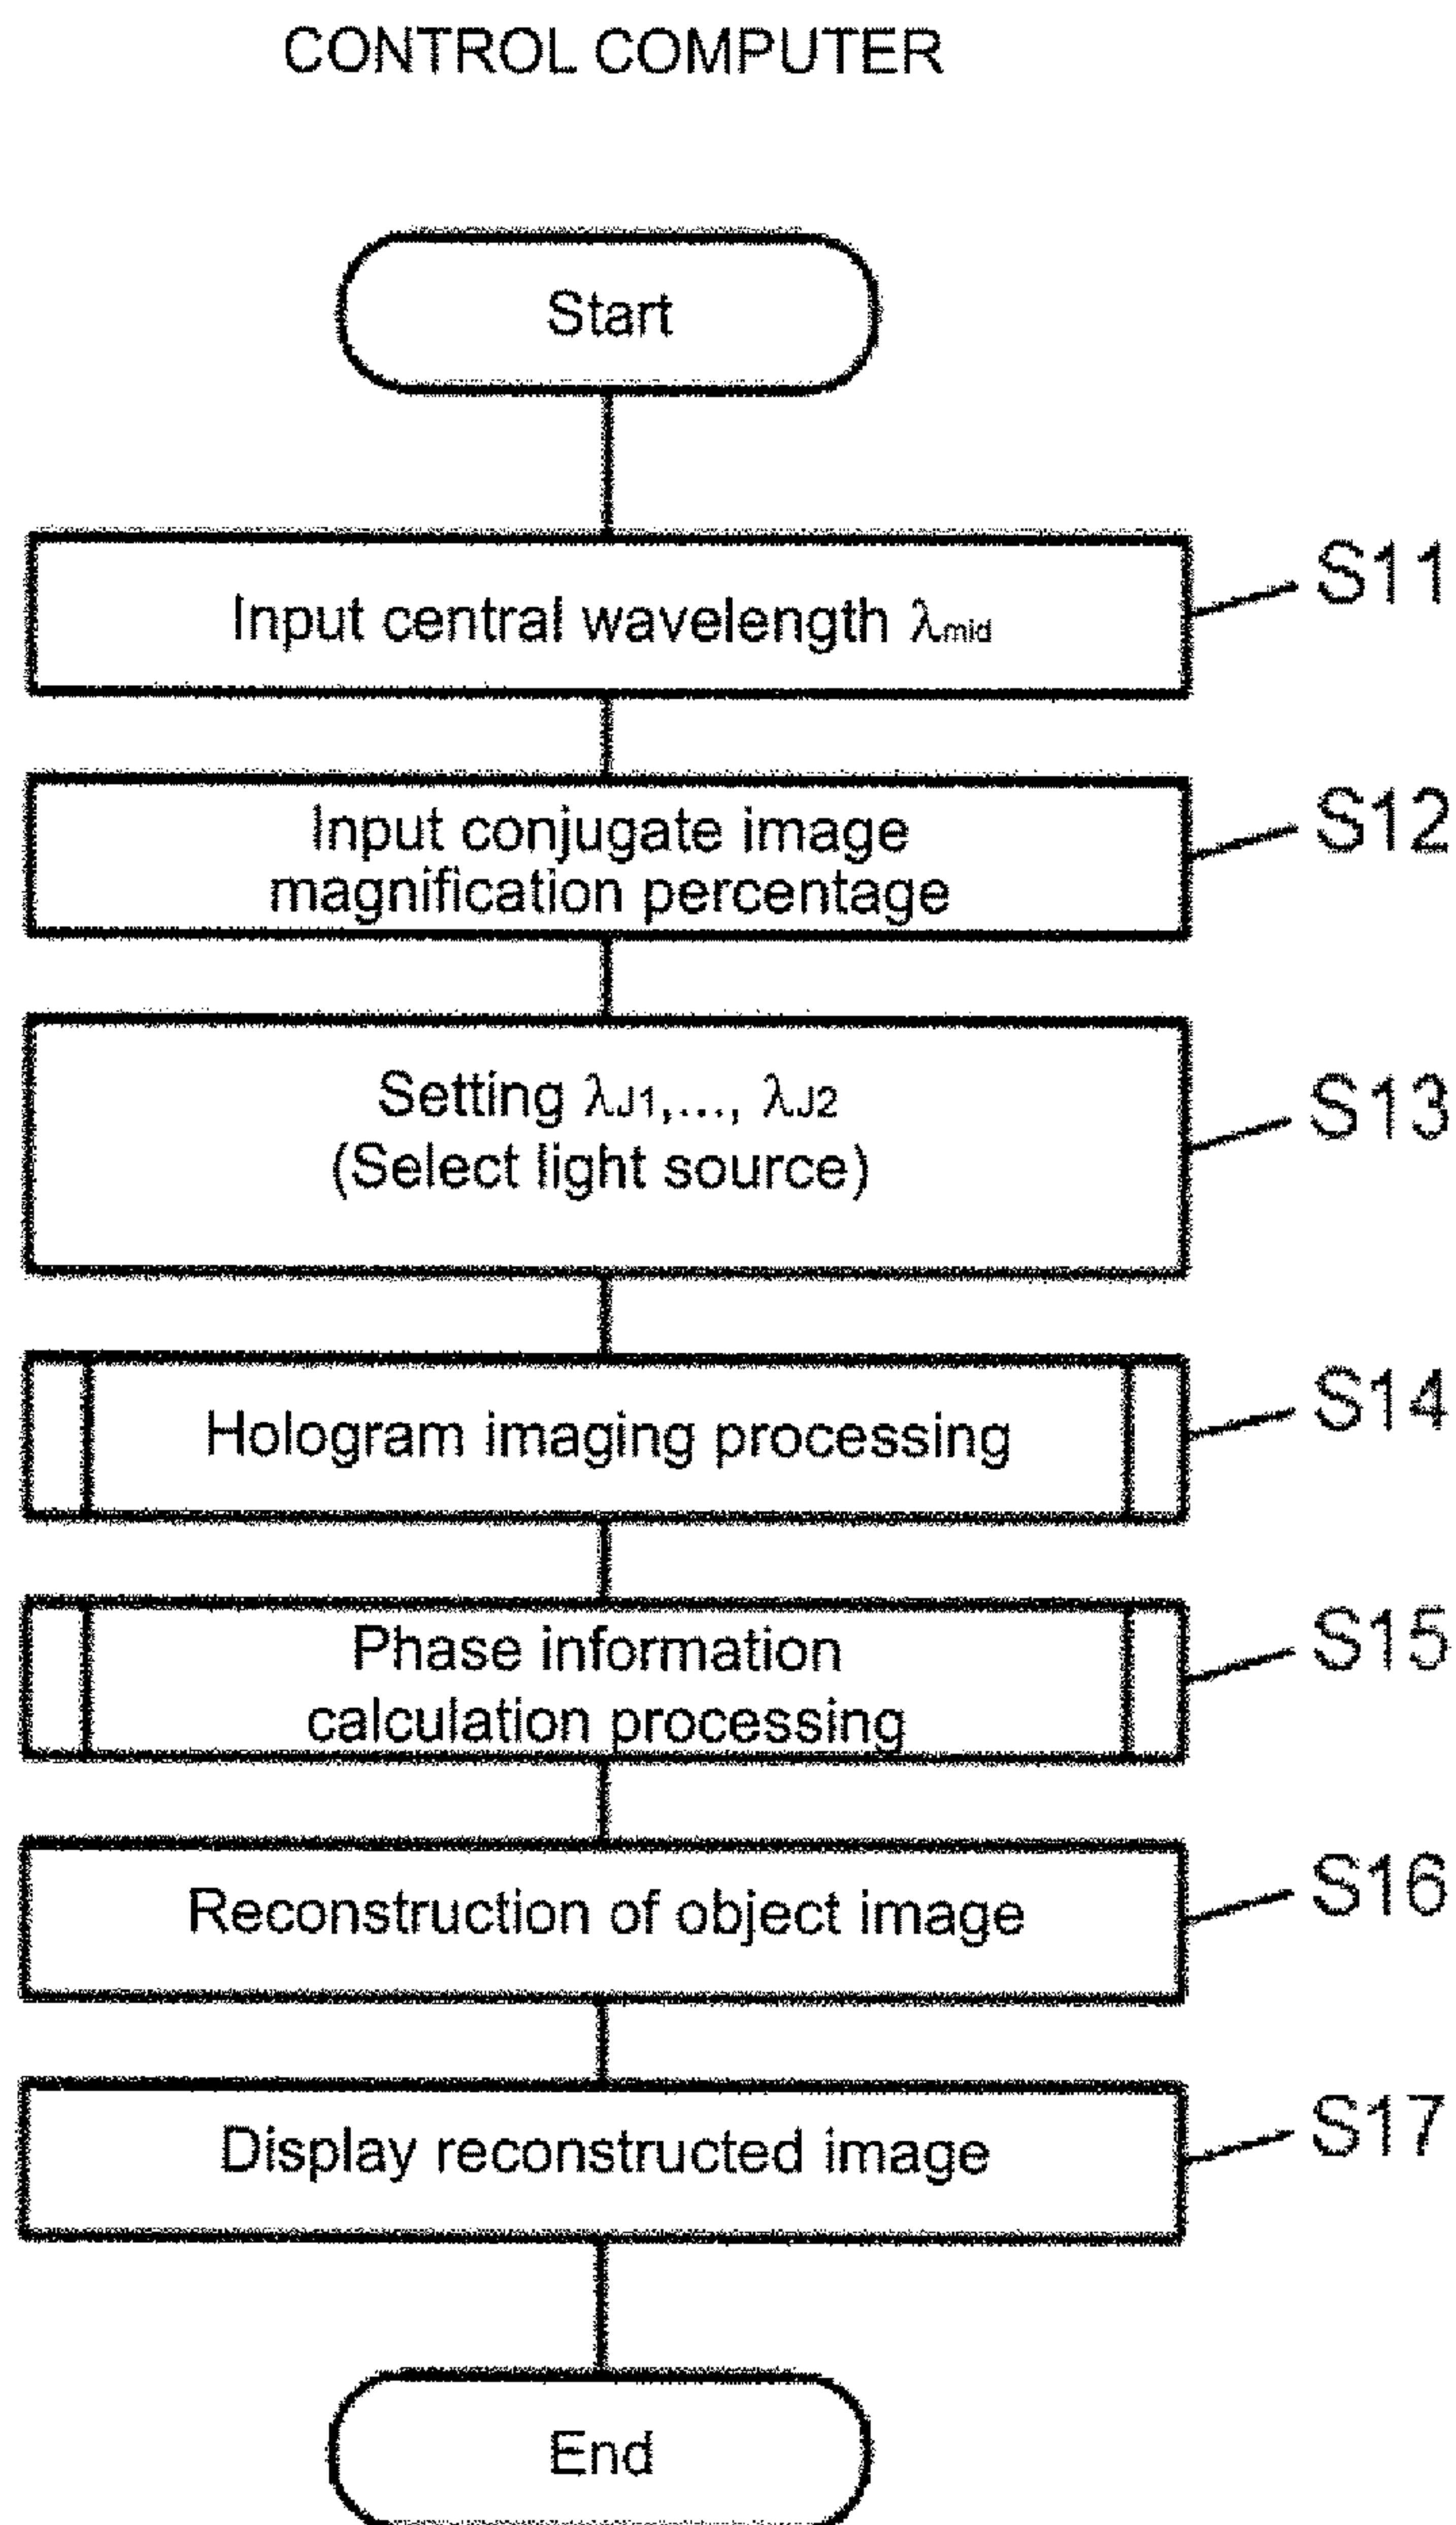 CONTROL COMPUTER
Start
Input central wavelength λmid
S11
Input conjugate image
magnification percentage
S12
Setting λJ1,..., λJ2
(Select light source)
S13
Hologram imaging processing
S14
Phase information
calculation processing
S15
Reconstruction of object image
S16
Display reconstructed image
S17
End